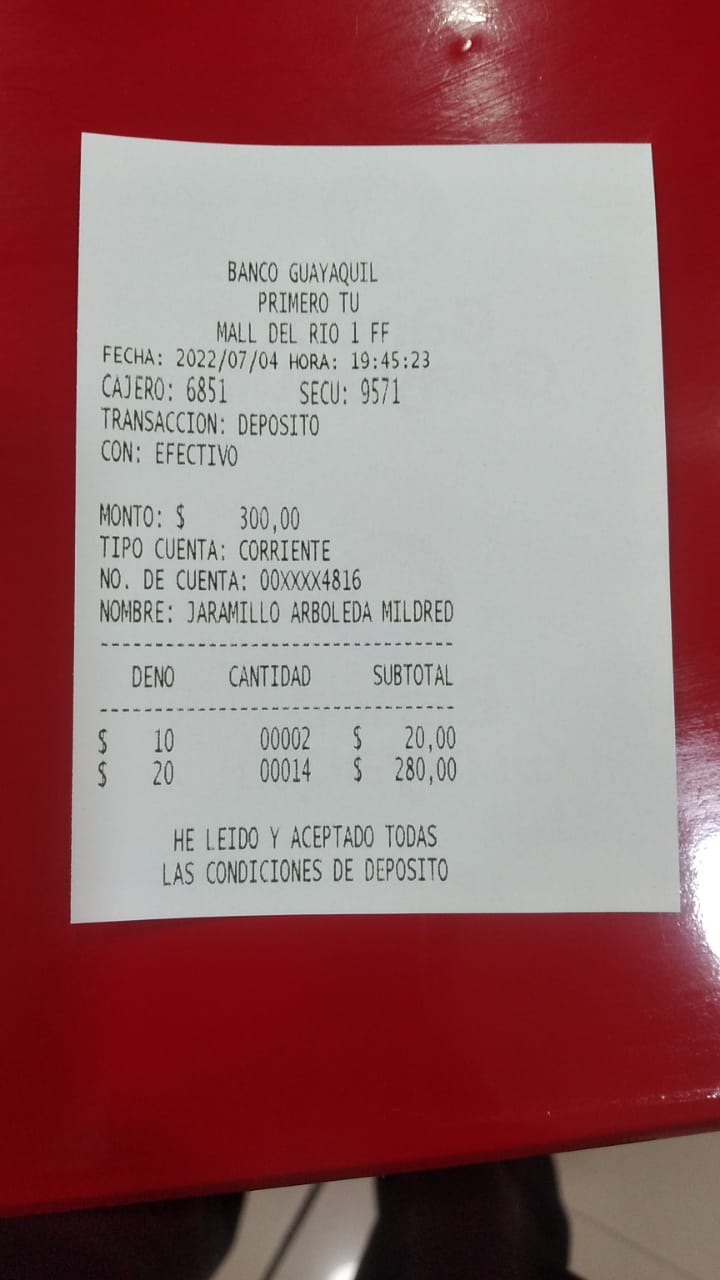 BANCO GUAYAQUIL
PRIMERO TU
MALL DEL RIO 1 FF
FECHA: 2022/07/04 HORA: 19:45:23
CAJERO: 6851 SECU: 9571
TRANSACCION: DEPOSITO
CON: EFECTIVO
MONTO: $ 300,00
TIPO CUENTA: CORRIENTE
NO. DE CUENTA: 00XXXX4816
NOMBRE: JARAMILLO ARBOLEDA MILDRED
----------------------------------
DENO CANTIDAD SUBTOTAL
----------------------------------
$ 10 00002 $ 20,00
$ 20 00014 $ 280,00
HE LEIDO Y ACEPTADO TODAS
LAS CONDICIONES DE DEPOSITO